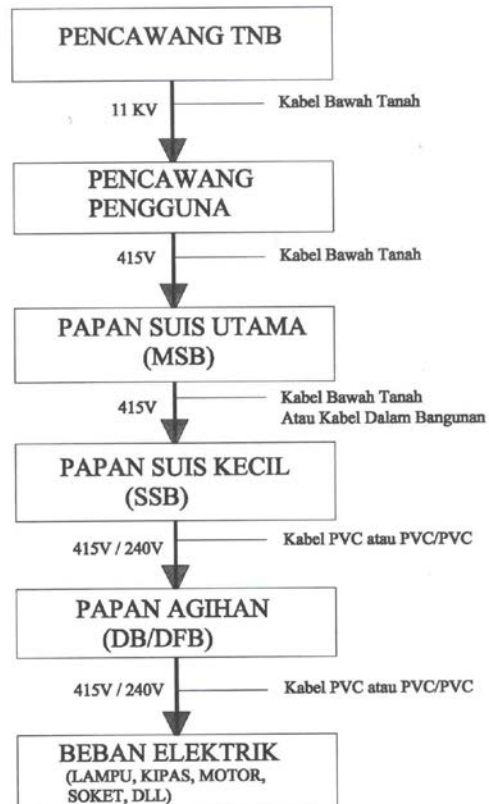 PENCAWANG TNB
11 KV
Kabel Bawah Tanah
PENCAWANG
PENGGUNA
415V
Kabel Bawah Tanah
PAPAN SUIS UTAMA
(MSB)
415V
Kabel Bawah Tanah
Atau Kabel Dalam Bangunan
PAPAN SUIS KECIL
(SSB)
415V / 240V
Kabel PVC atau PVC/PVC
PAPAN AGIHAN
(DB/DFB)
415V / 240V
Kabel PVC atau PVC/PVC
BEBAN ELEKTRIK
(LAMPU, KIPAS, MOTOR,
SOKET, DLL)